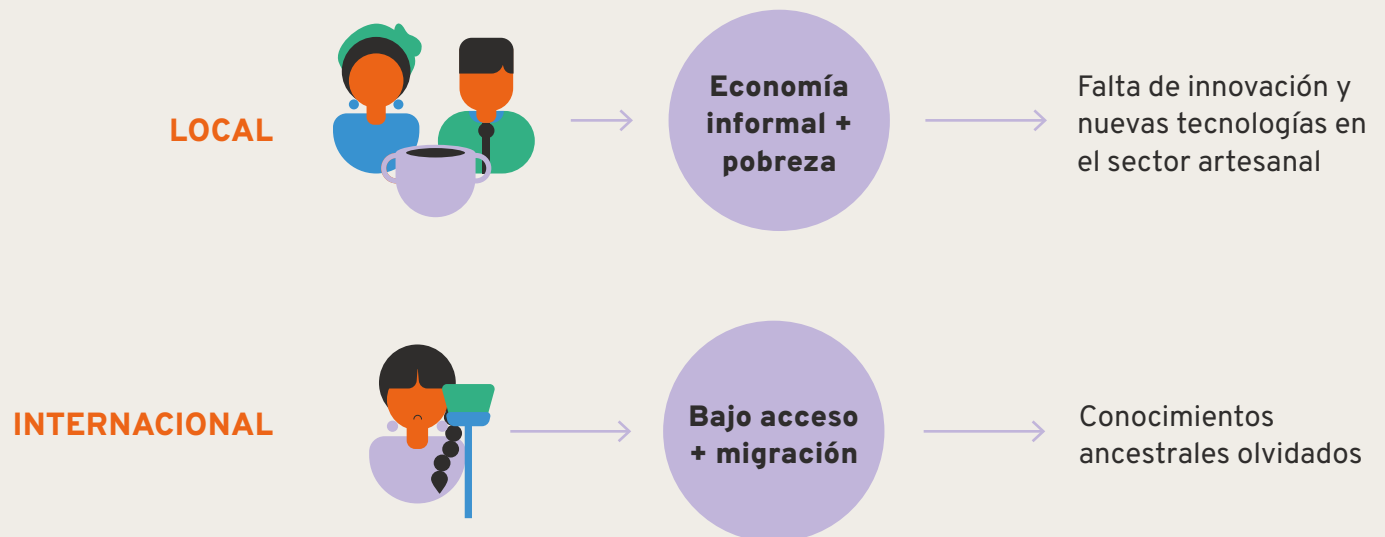 LOCAL
Economía
informal +
pobreza
Falta de innovación y
nuevas tecnologías en
el sector artesanal
INTERNACIONAL
Bajo acceso
+ migración
Conocimientos
ancestrales olvidados